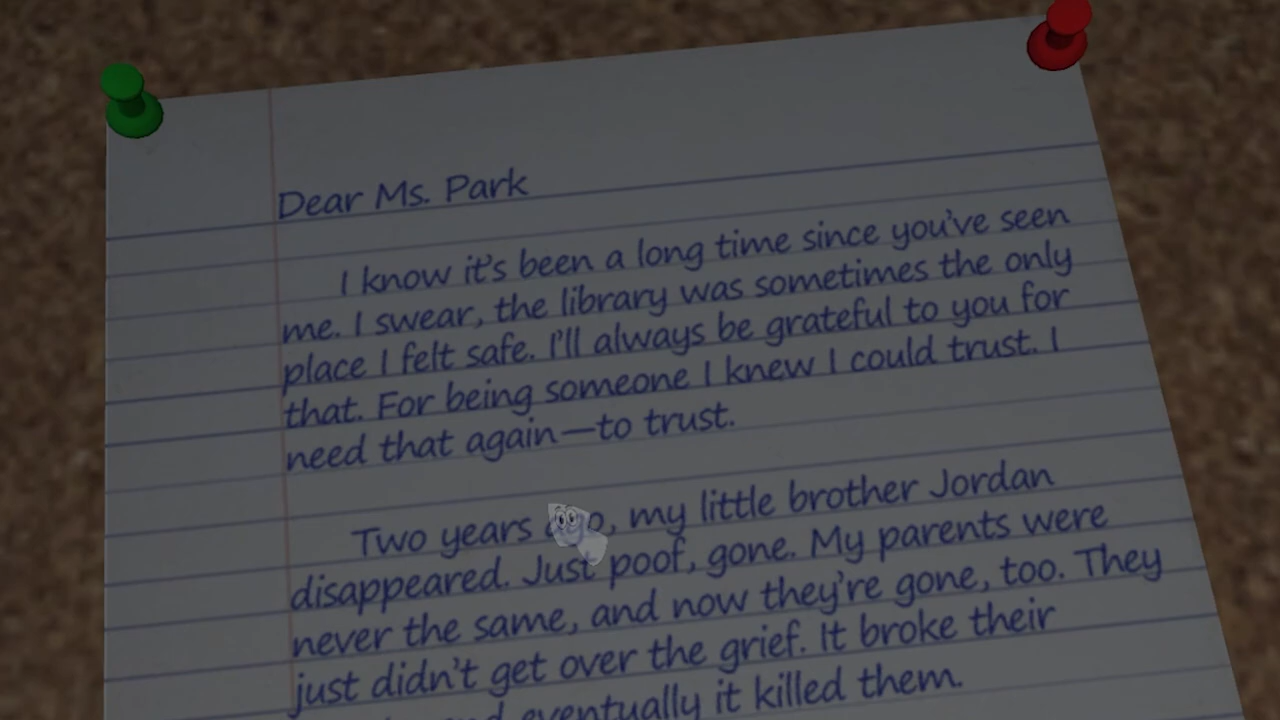 Dear Ms. Park
I know it's been a long time since you've seen
me. I swear, the library was sometimes the only
place I felt safe. I'll always be grateful to you for
that. For being someone I knew I could trust. I
need that again—to trust.
Two years my little brother Jordan
disappeared. Just poof, gone. My parents were
never the same, and now they're gone, too. They
just didn't get over the grief. It broke their
eventually it killed them.